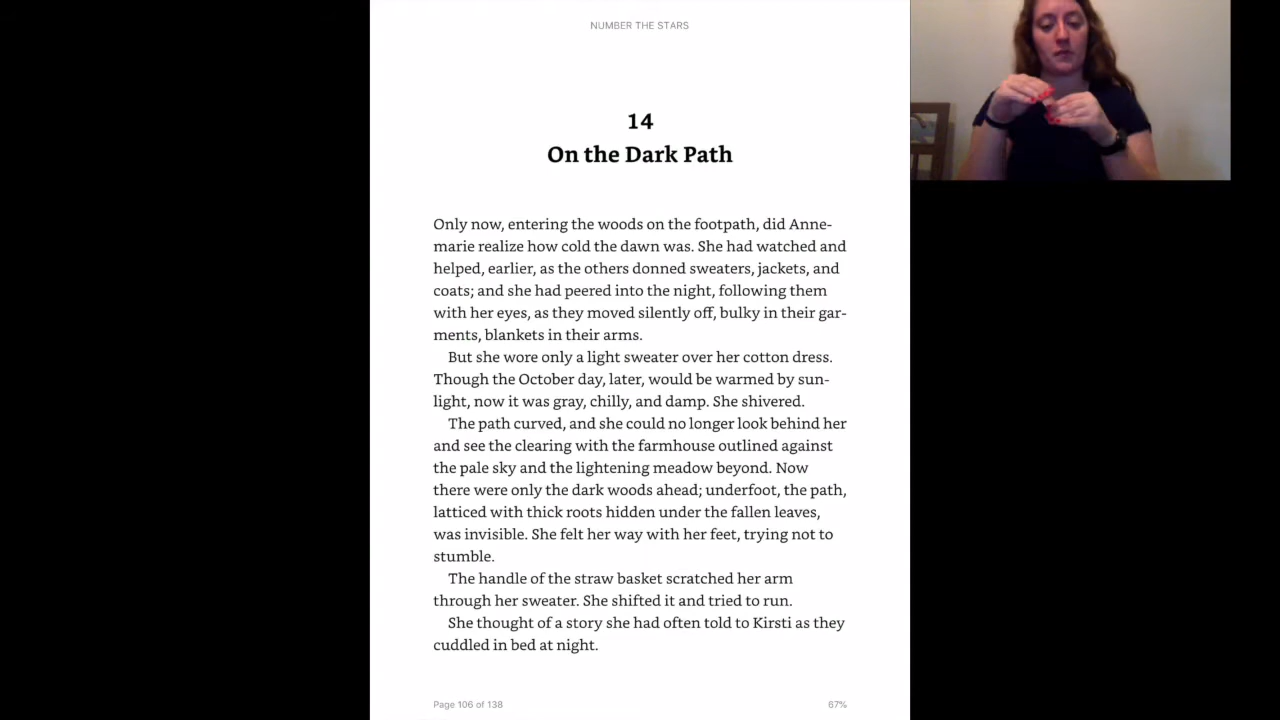 NUMBER THE STARS
14
On the Dark Path
Only now, entering the woods on the footpath, did Anne-
marie realize how cold the dawn was. She had watched and
helped, earlier, as the others donned sweaters, jackets, and
coats; and she had peered into the night, following them
with her eyes, as they moved silently off, bulky in their gar-
ments, blankets in their arms.
But she wore only a light sweater over her cotton dress.
Though the October day, later, would be warmed by sun-
light, now it was gray, chilly, and damp. She shivered.
The path curved, and she could no longer look behind her
and see the clearing with the farmhouse outlined against
the pale sky and the lightening meadow beyond. Now
there were only the dark woods ahead; underfoot, the path,
latticed with thick roots hidden under the fallen leaves,
was invisible. She felt her way with her feet, trying not to
stumble.
The handle of the straw basket scratched her arm
through her sweater. She shifted it and tried to run.
She thought of a story she had often told to Kirsti as they
cuddled in bed at night.
Page 106 of 138
67%